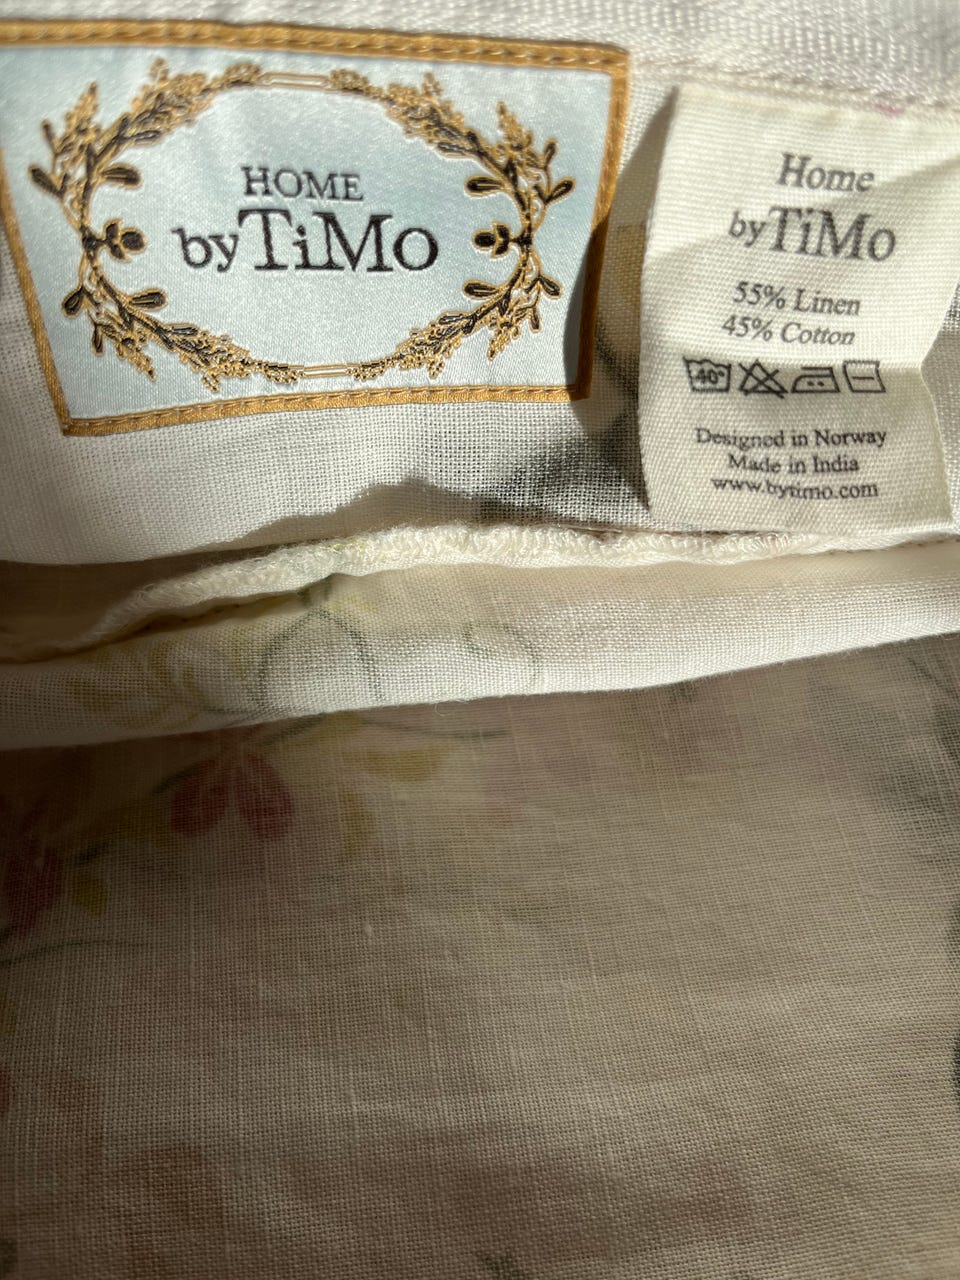 HOME
byTiMo
Home
byTiMo
55% Linen
45% Cotton
40°
Designed in Norway
Made in India
www.bytimo.com